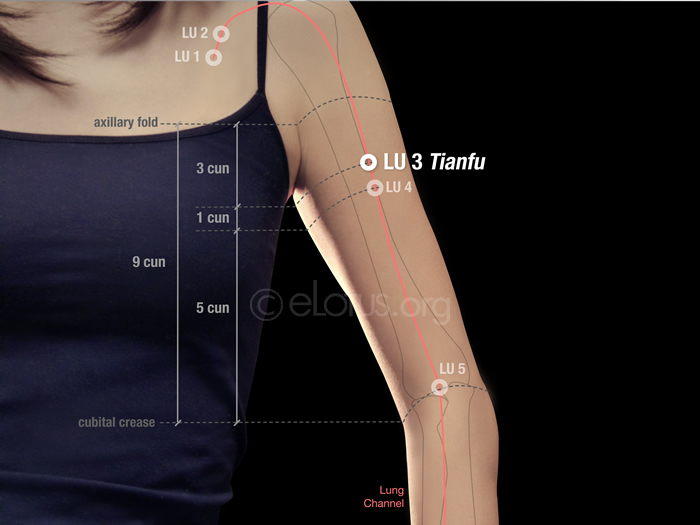 LU 2
LU 1
axillary fold
3 cun
LU 3 Tianfu
LU 4
1 cun
9 cun
5 cun
© eLotus.org
LU 5
cubital crease
Lung
Channel